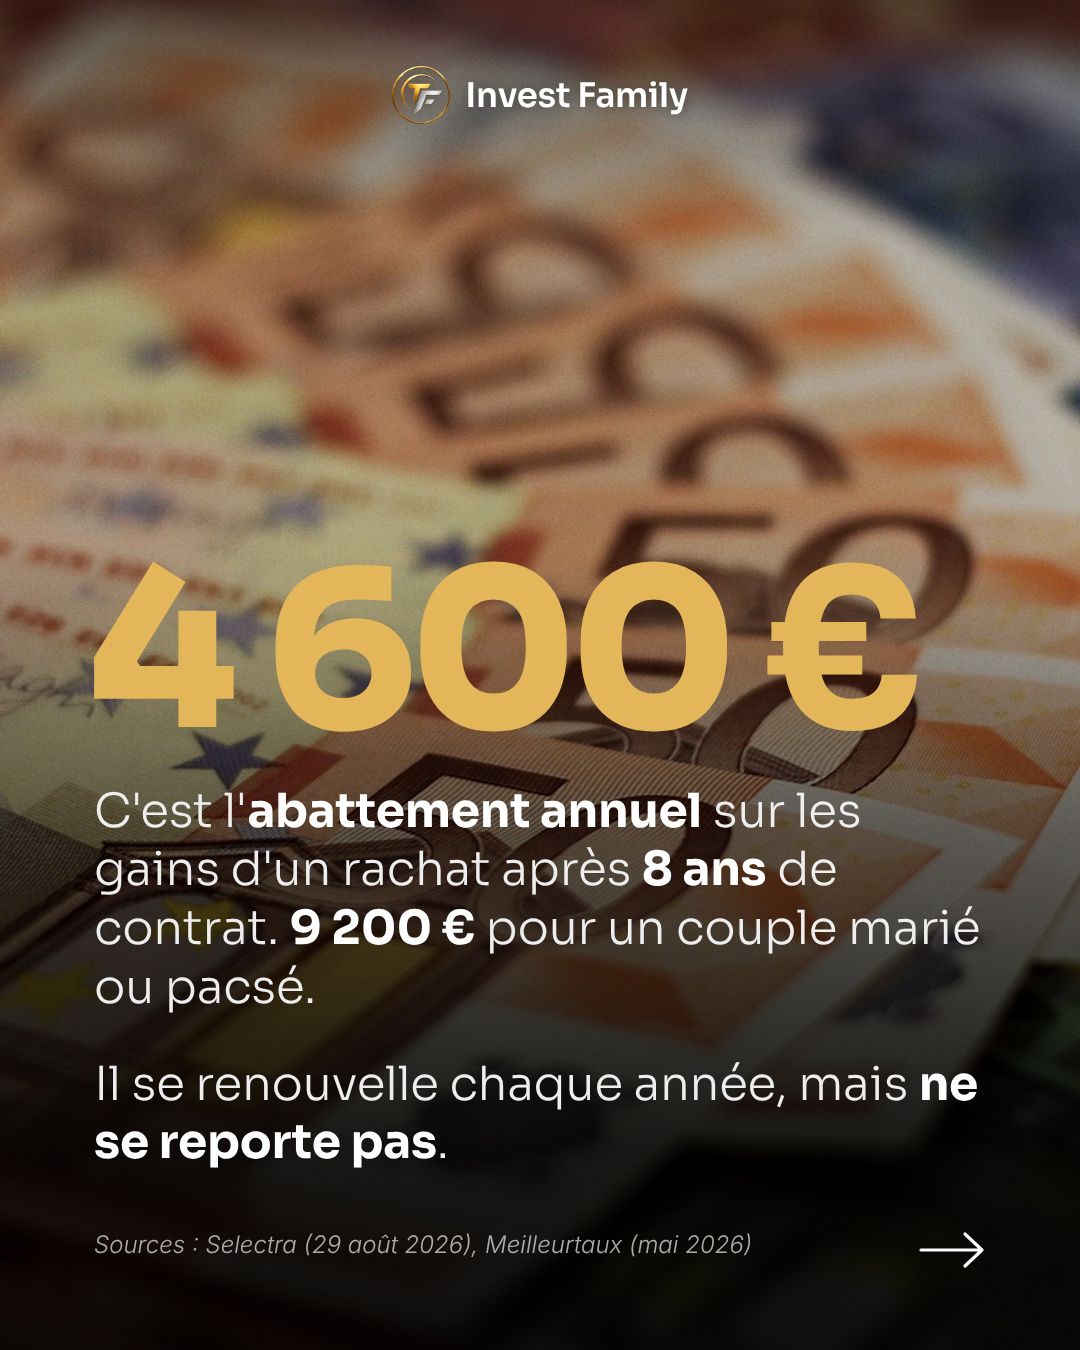 Invest Family
4 600 €
C'est l'abattement annuel sur les
gains d'un rachat après 8 ans de
contrat. 9 200 € pour un couple marié
ou pacsé.
Il se renouvelle chaque année, mais ne
se reporte pas.
Sources : Selectra (29 août 2026), Meilleurtaux (mai 2026)